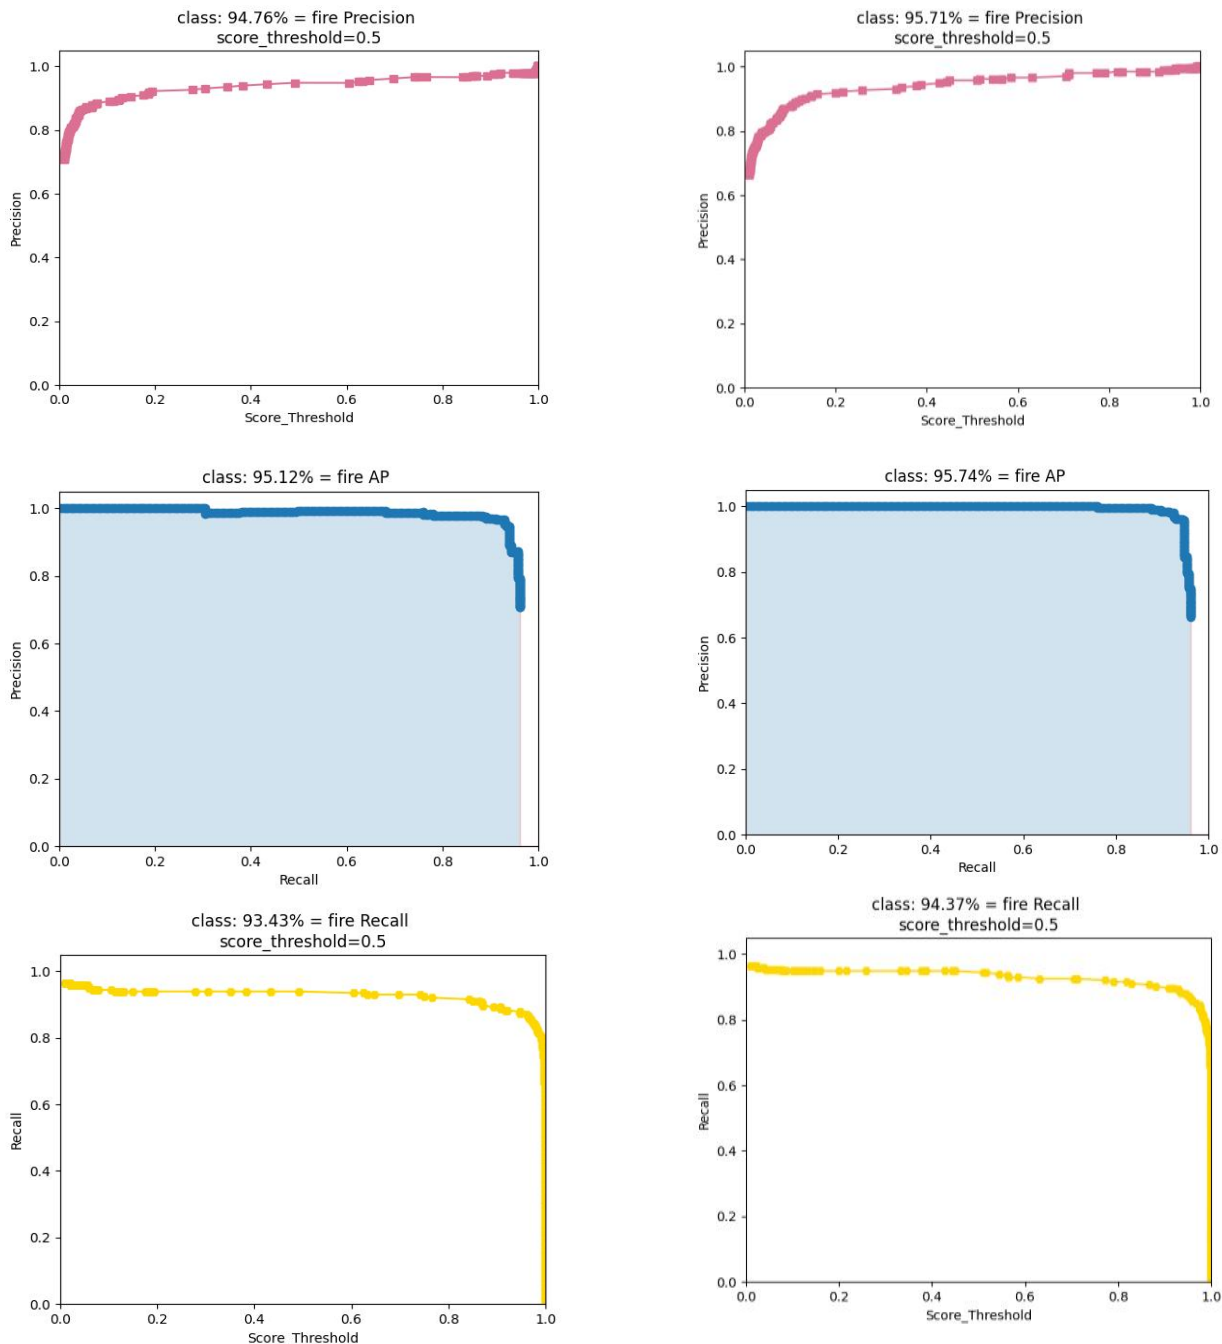 class: 94.76% = fire Precision
score_threshold=0.5
1.0
0.8
0.6
0.4
0.2
0.0
Precision
0.0 0.2 0.4 0.6 0.8 1.0
Score_Threshold
class: 95.71% = fire Precision
score_threshold=0.5
1.0
0.8
0.6
0.4
0.2
0.0
Precision
0.0 0.2 0.4 0.6 0.8 1.0
Score_Threshold
class: 95.12% = fire AP
1.0
0.8
0.6
0.4
0.2
0.0
Precision
0.0 0.2 0.4 0.6 0.8 1.0
Recall
class: 95.74% = fire AP
1.0
0.8
0.6
0.4
0.2
0.0
Precision
0.0 0.2 0.4 0.6 0.8 1.0
Recall
class: 93.43% = fire Recall
score_threshold=0.5
1.0
0.8
0.6
0.4
0.2
0.0
Recall
0.0 0.2 0.4 0.6 0.8 1.0
Score_Threshold
class: 94.37% = fire Recall
score_threshold=0.5
1.0
0.8
0.6
0.4
0.2
0.0
Recall
0.0 0.2 0.4 0.6 0.8 1.0
Score_Threshold